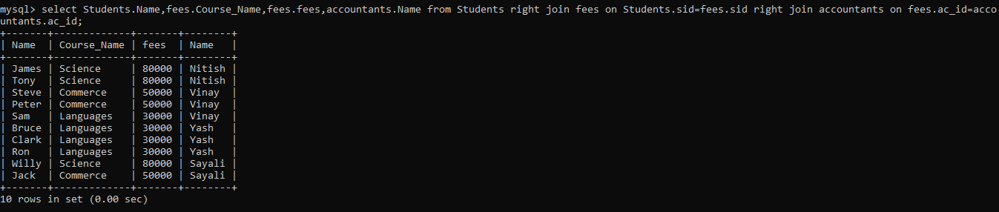 mysql> select Students.Name,fees.Course_Name,fees.fees,accountants.Name from Students right join fees on Students.sid=fees.sid right join accountants on fees.ac_id=acco
untants.ac_id;
+-------+-------------+-------+--------+
| Name  | Course_Name | fees  | Name   |
+-------+-------------+-------+--------+
| James | Science     | 80000 | Nitish |
| Tony  | Science     | 80000 | Nitish |
| Steve | Commerce    | 50000 | Vinay  |
| Peter | Commerce    | 50000 | Vinay  |
| Sam   | Languages   | 30000 | Vinay  |
| Bruce | Languages   | 30000 | Yash   |
| Clark | Languages   | 30000 | Yash   |
| Ron   | Languages   | 30000 | Yash   |
| Willy | Science     | 80000 | Sayali |
| Jack  | Commerce    | 50000 | Sayali |
+-------+-------------+-------+--------+
10 rows in set (0.00 sec)